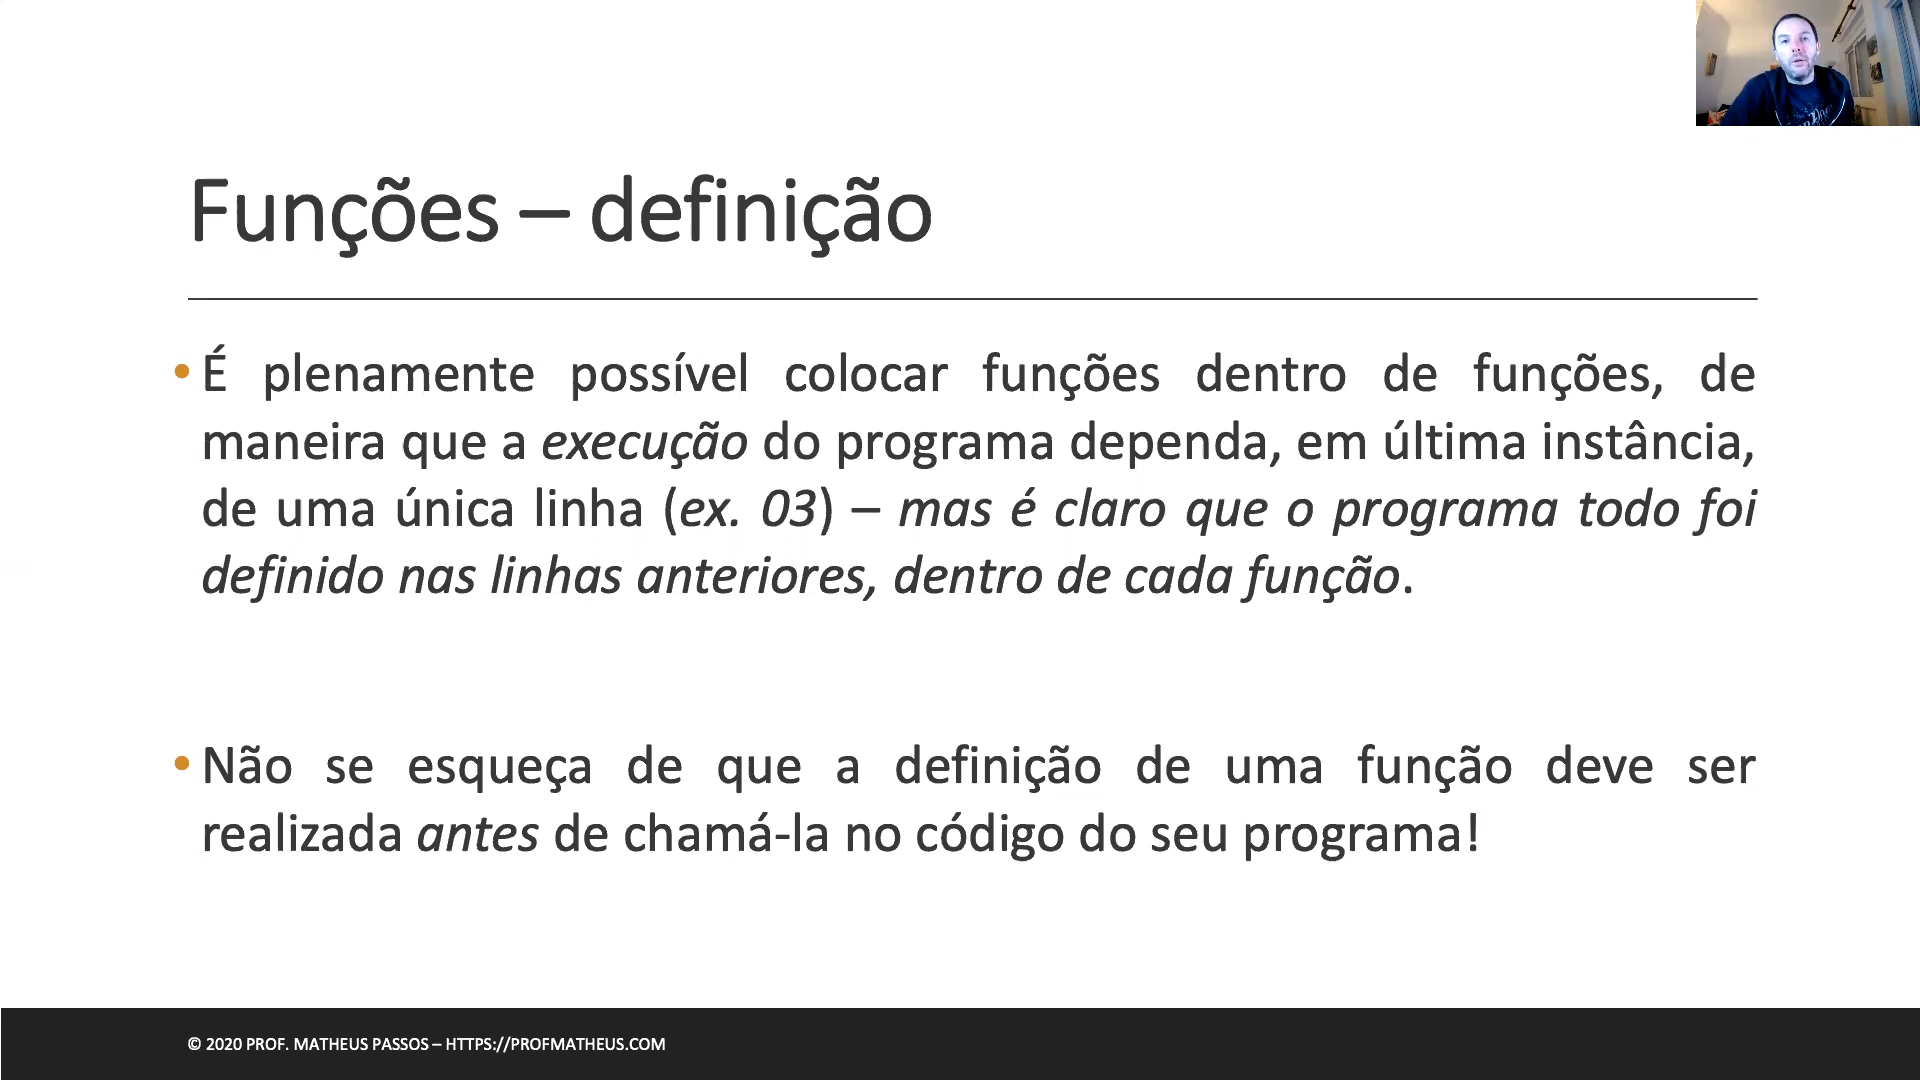 Funções – definição
• É plenamente possível colocar funções dentro de funções, de
maneira que a execução do programa dependa, em última instância,
de uma única linha (ex. 03) – mas é claro que o programa todo foi
definido nas linhas anteriores, dentro de cada função.
• Não se esqueça de que a definição de uma função deve ser
realizada antes de chamá-la no código do seu programa!
© 2020 PROF. MATHEUS PASSOS – HTTPS://PROFMATHEUS.COM